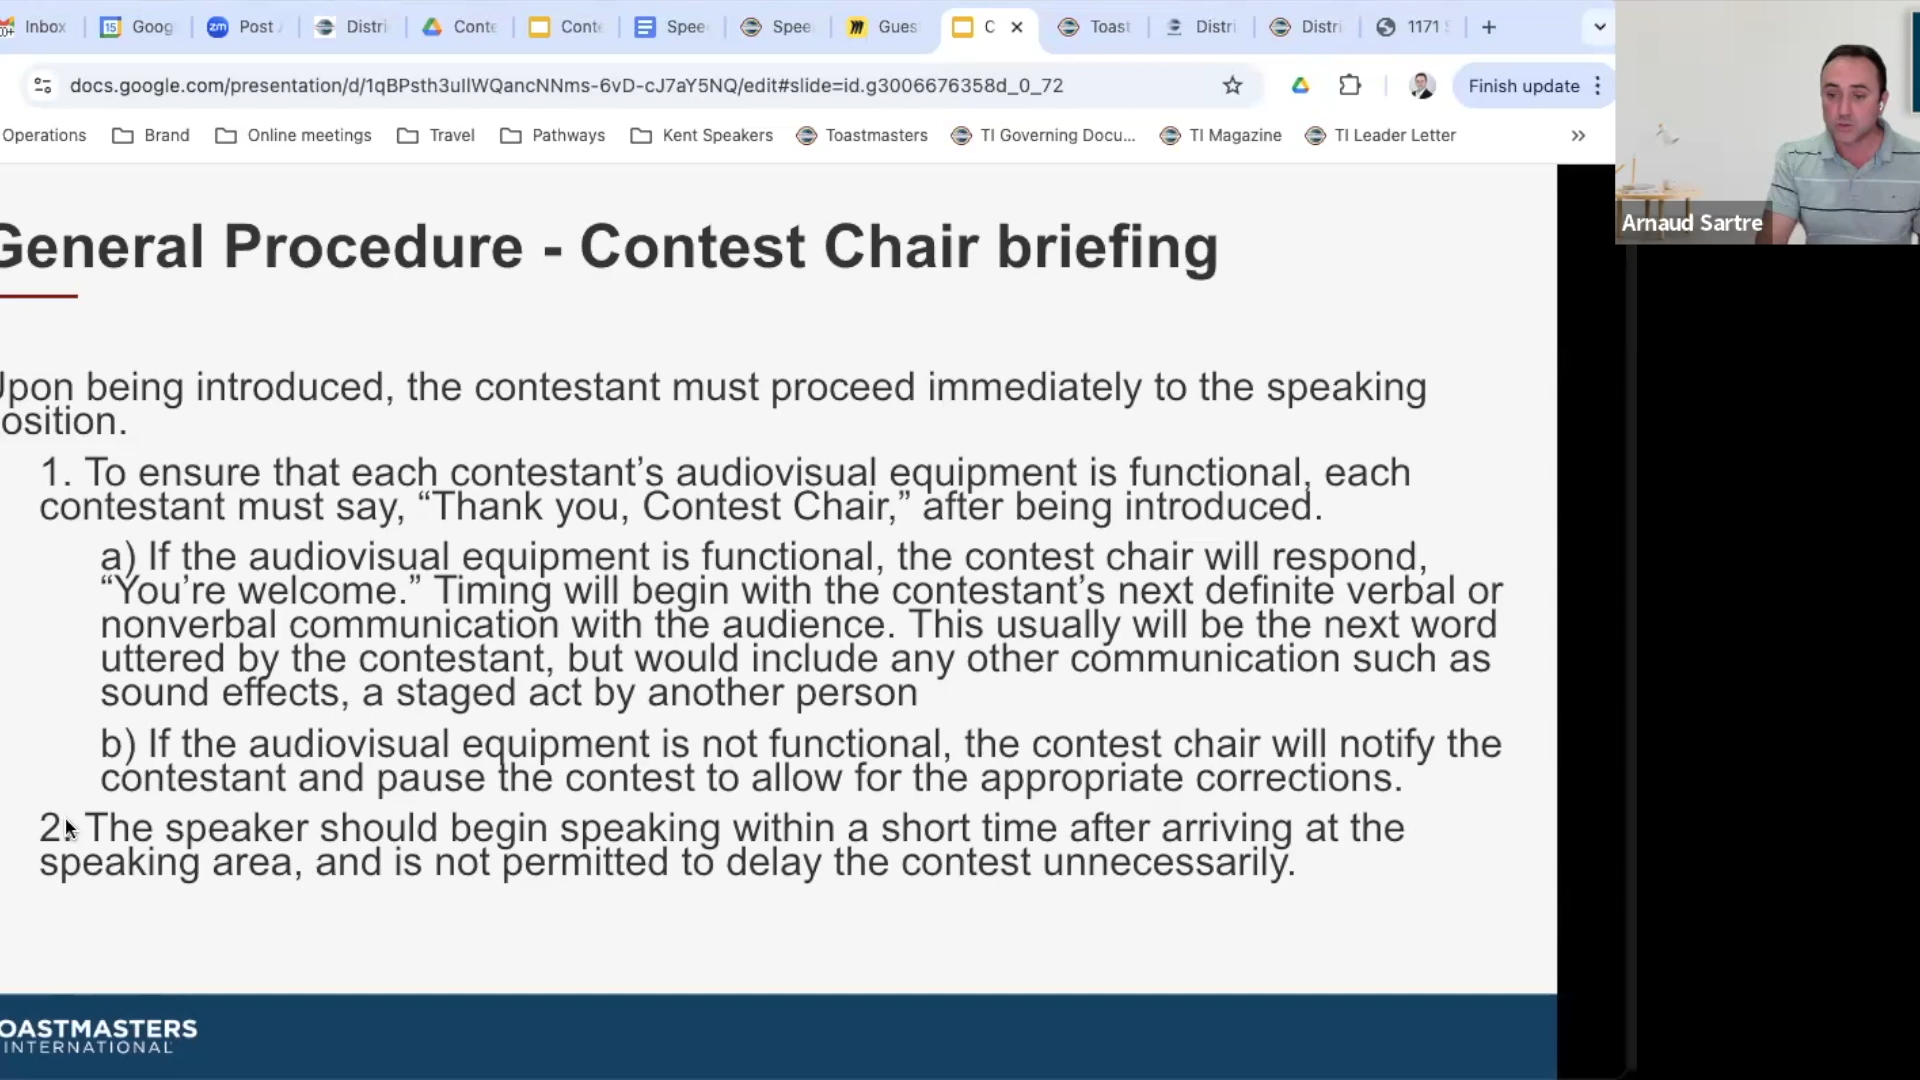 Inbox
15 Goog
zm Post
Distri
Conte
Conte
Spee
Spee
Gues
C
Toast
Distri
Distri
1171
docs.google.com/presentation/d/1qBPsth3uIlWQancNNms-6vD-cJ7aY5NQ/edit#slide=id.g3006676358d_0_72
Finish update
Operations
Brand
Online meetings
Travel
Pathways
Kent Speakers
Toastmasters
TI Governing Docu...
TI Magazine
TI Leader Letter
Arnaud Sartre
General Procedure - Contest Chair briefing
Upon being introduced, the contestant must proceed immediately to the speaking
osition.
1. To ensure that each contestant’s audiovisual equipment is functional, each
contestant must say, “Thank you, Contest Chair,” after being introduced.
a) If the audiovisual equipment is functional, the contest chair will respond,
“You’re welcome.” Timing will begin with the contestant’s next definite verbal or
nonverbal communication with the audience. This usually will be the next word
uttered by the contestant, but would include any other communication such as
sound effects, a staged act by another person
b) If the audiovisual equipment is not functional, the contest chair will notify the
contestant and pause the contest to allow for the appropriate corrections.
2. The speaker should begin speaking within a short time after arriving at the
speaking area, and is not permitted to delay the contest unnecessarily.
OASTMASTERS
INTERNATIONAL